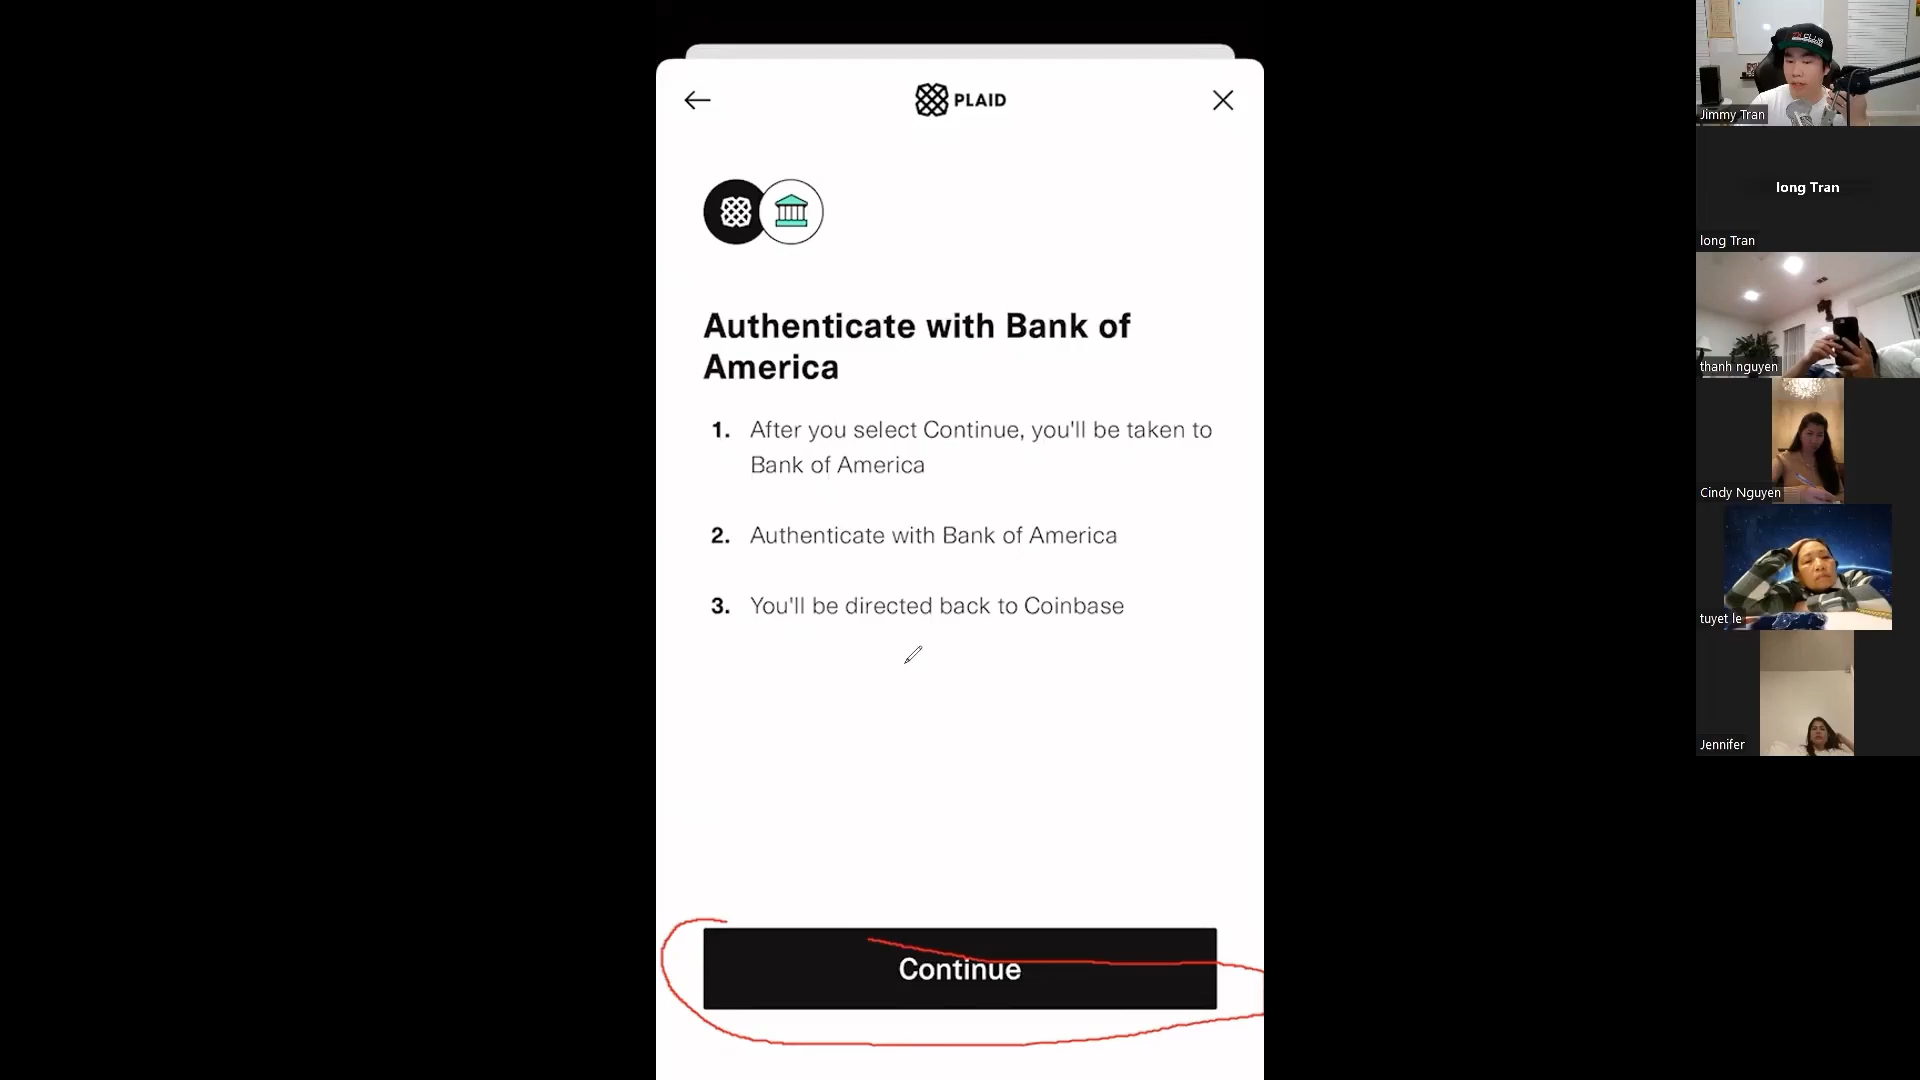 PLAID
Authenticate with Bank of
America
1. After you select Continue, you'll be taken to
Bank of America
2. Authenticate with Bank of America
3. You'll be directed back to Coinbase
Continue
Jimmy Tran
long Tran
long Tran
thanh nguyen
Cindy Nguyen
tuyet le
Jennifer